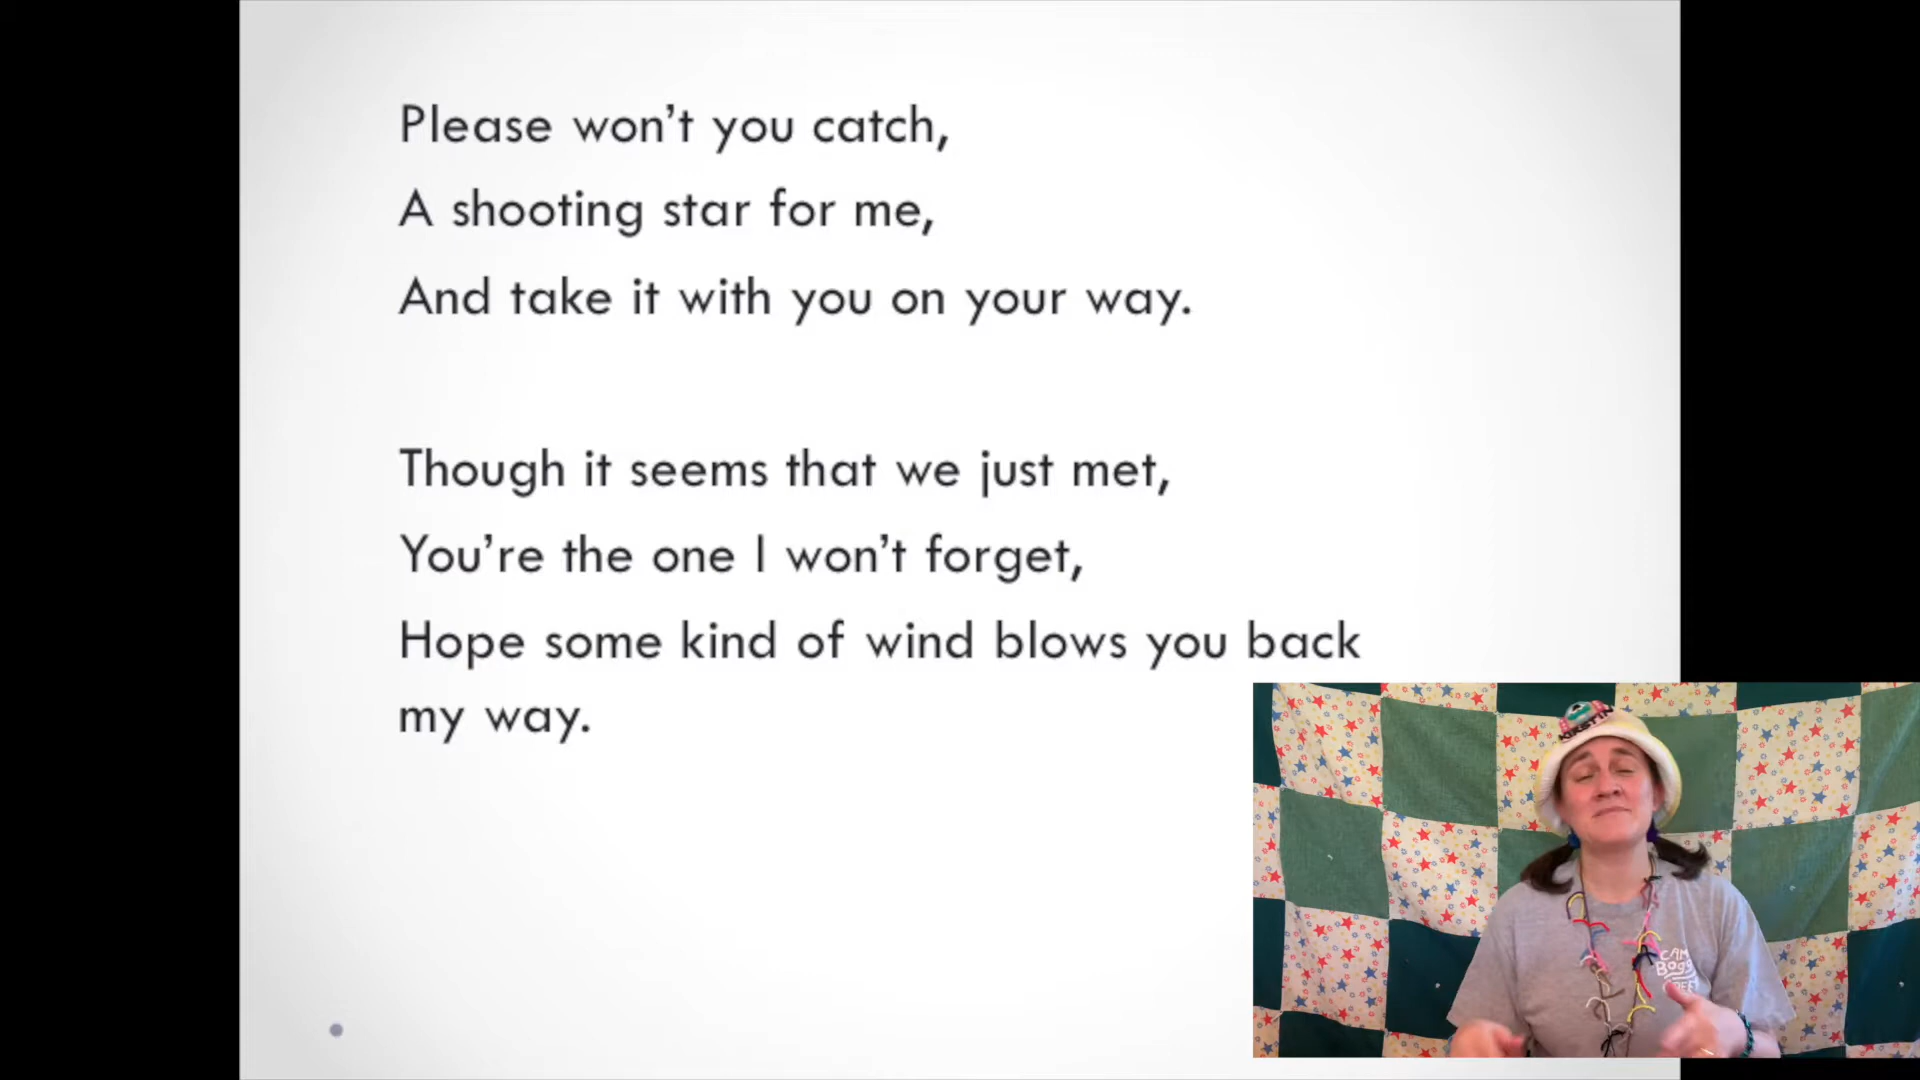 Please won’t you catch,
A shooting star for me,
And take it with you on your way.
Though it seems that we just met,
You’re the one I won’t forget,
Hope some kind of wind blows you back
my way.
KIRSTIN